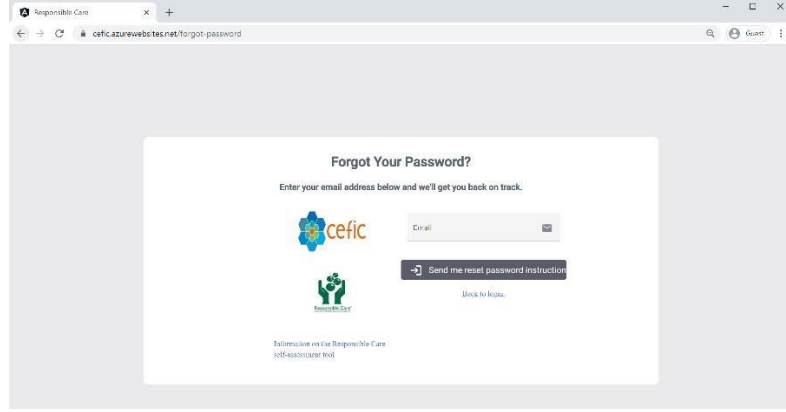 Responsible Care
cefic.azurewebsites.net/forgot-password
Guest
Forgot Your Password?
Enter your email address below and we'll get you back on track.
cefic
Email
Send me reset password instruction
Responsible Care
Back to login.
Information on the Responsible Care
self-assessment tool